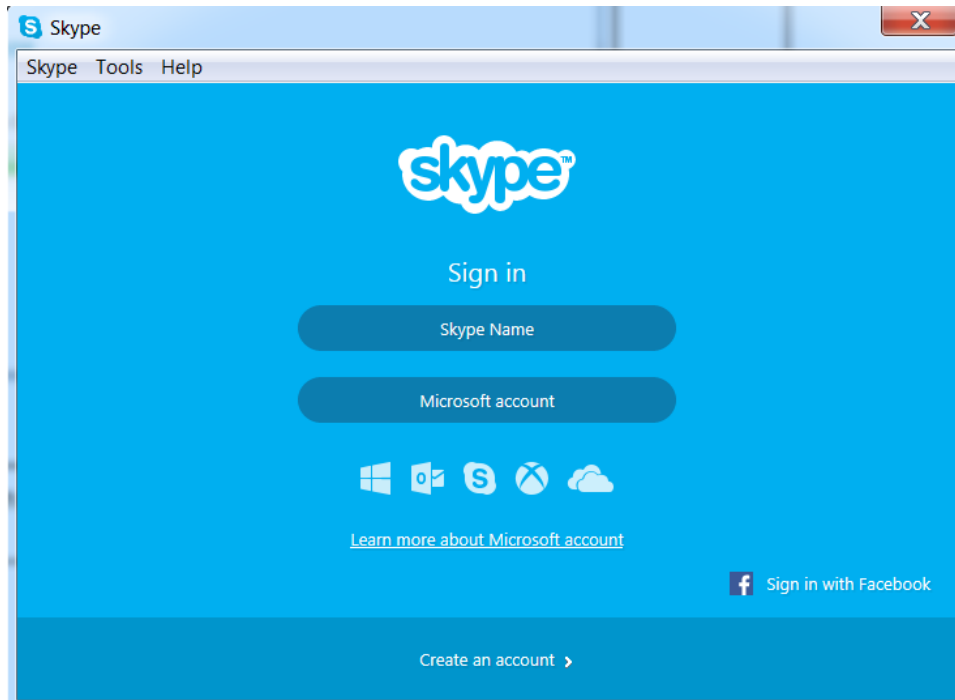 Skype
Skype Tools Help
skype™
Sign in
Skype Name
Microsoft account
Learn more about Microsoft account
Sign in with Facebook
Create an account